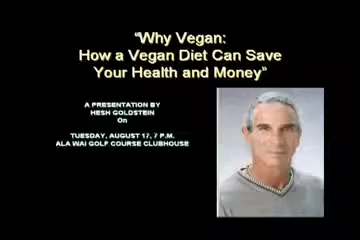 "Why Vegan:
How a Vegan Diet Can Save
Your Health and Money"
A PRESENTATION BY
HESH GOLDSTEIN
On
TUESDAY, AUGUST 17, 7 P.M.
ALA WAI GOLF COURSE CLUBHOUSE